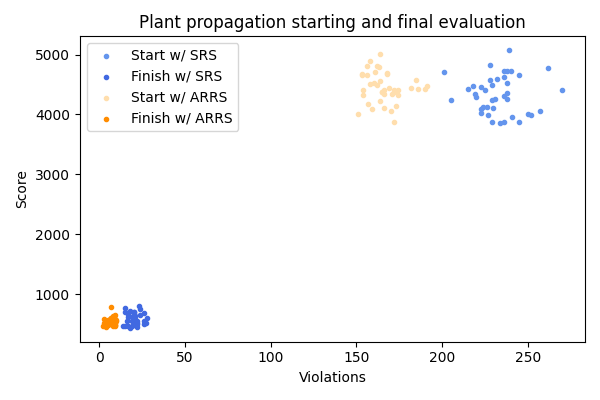 Plant propagation starting and final evaluation
Start w/ SRS
Finish w/ SRS
Start w/ ARRS
Finish w/ ARRS
Score
5000
4000
3000
2000
1000
0 50 100 150 200 250
Violations